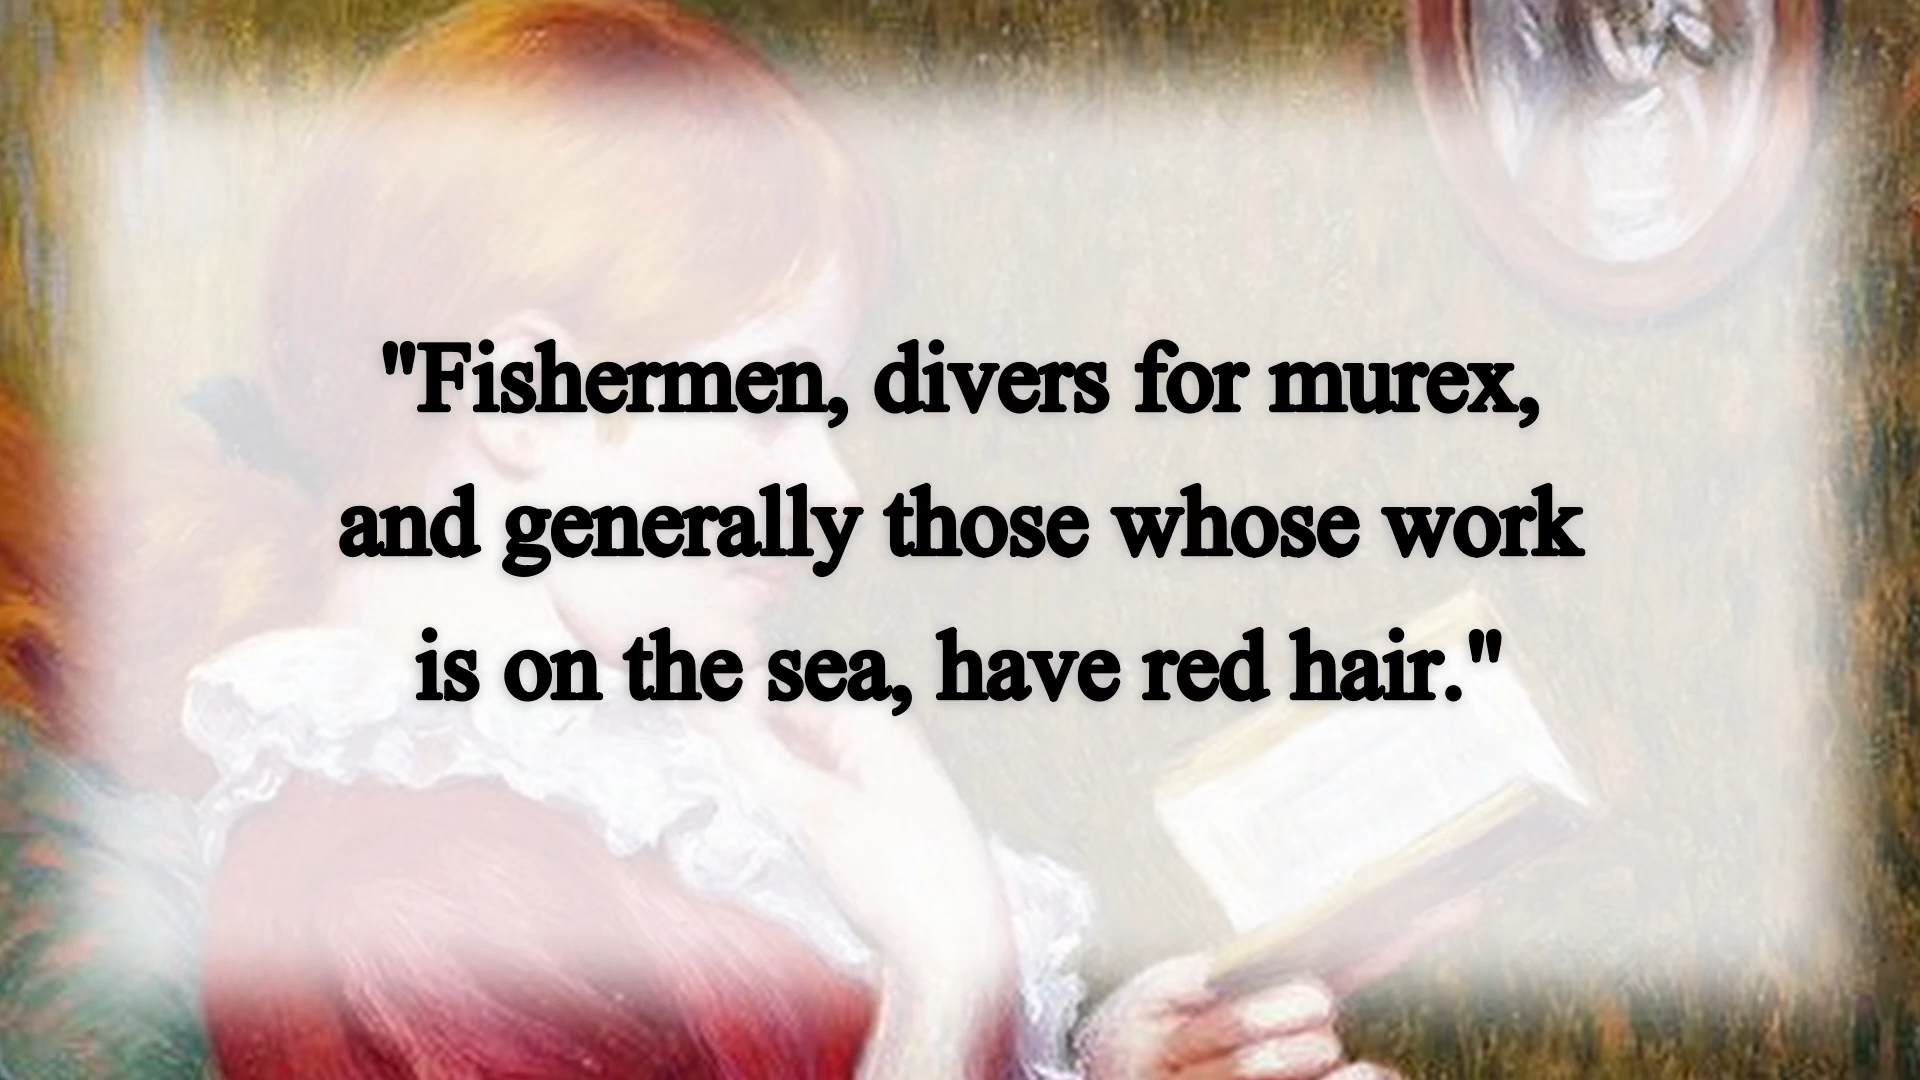 "Fishermen, divers for murex,
and generally those whose work
is on the sea, have red hair."